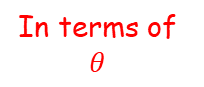 In terms of
θ